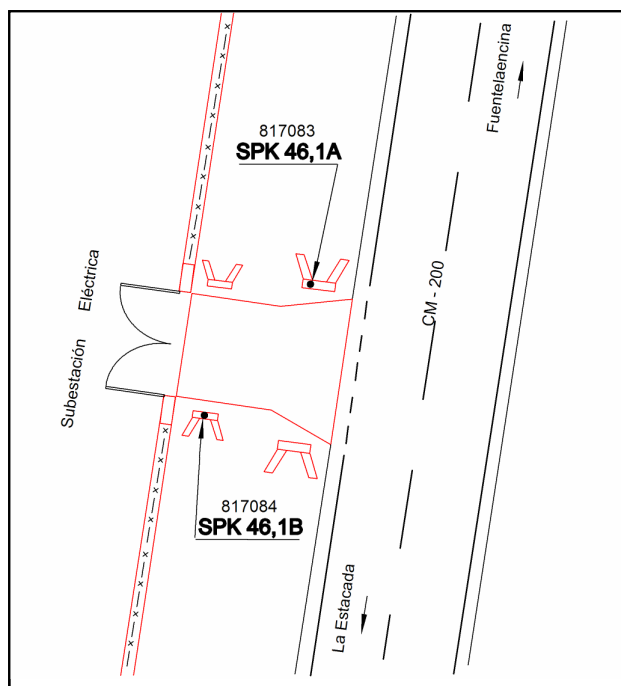 Fuentelaencina
817083
SPK 46,1A
Eléctrica
Subestación
CM - 200
817084
SPK 46,1B
La Estacada